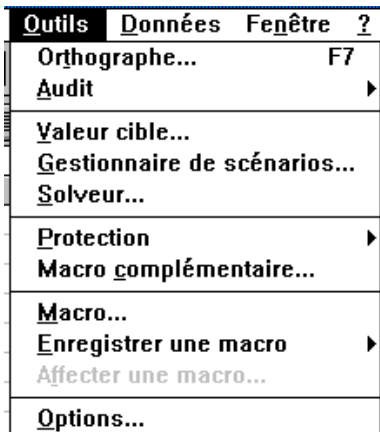 Outils Données Fenêtre ?
Orthographe... F7
Audit
Valeur cible...
Gestionnaire de scénarios...
Solveur...
Protection
Macro complémentaire...
Macro...
Enregistrer une macro
Affecter une macro...
Options...